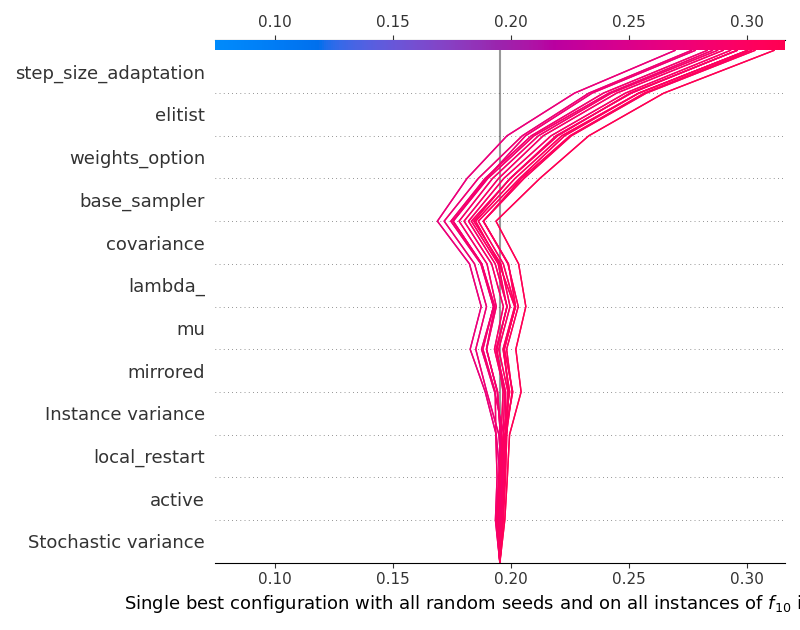 0.10 0.15 0.20 0.25 0.30
step_size_adaptation
elitist
weights_option
base_sampler
covariance
lambda_
mu
mirrored
Instance variance
local_restart
active
Stochastic variance
0.10 0.15 0.20 0.25 0.30
Single best configuration with all random seeds and on all instances of f₁₀ i